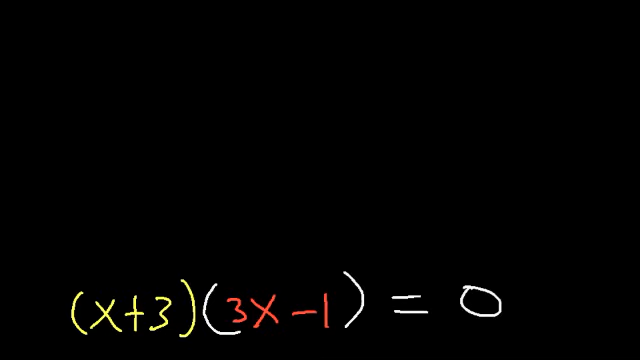 (x+3)(3x-1) = 0